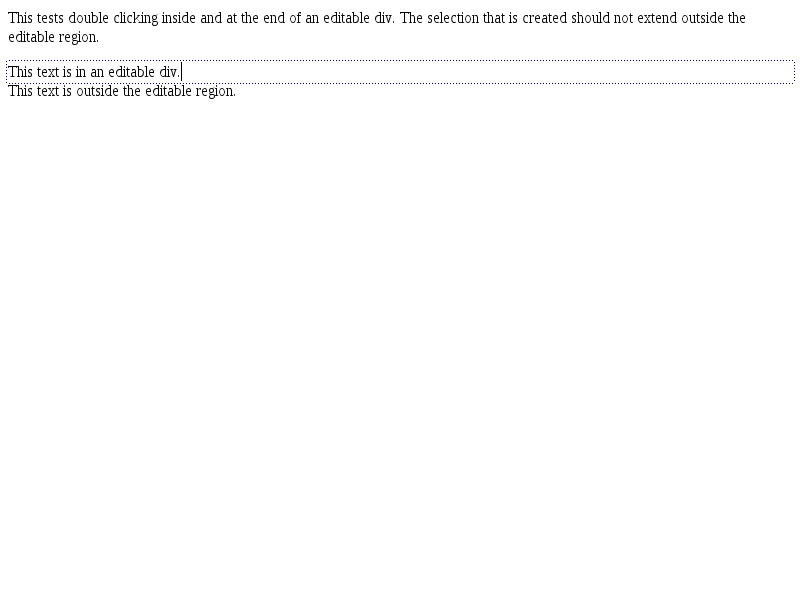 This tests double clicking inside and at the end of an editable div. The selection that is created should not extend outside the
editable region.
This text is in an editable div.
This text is outside the editable region.